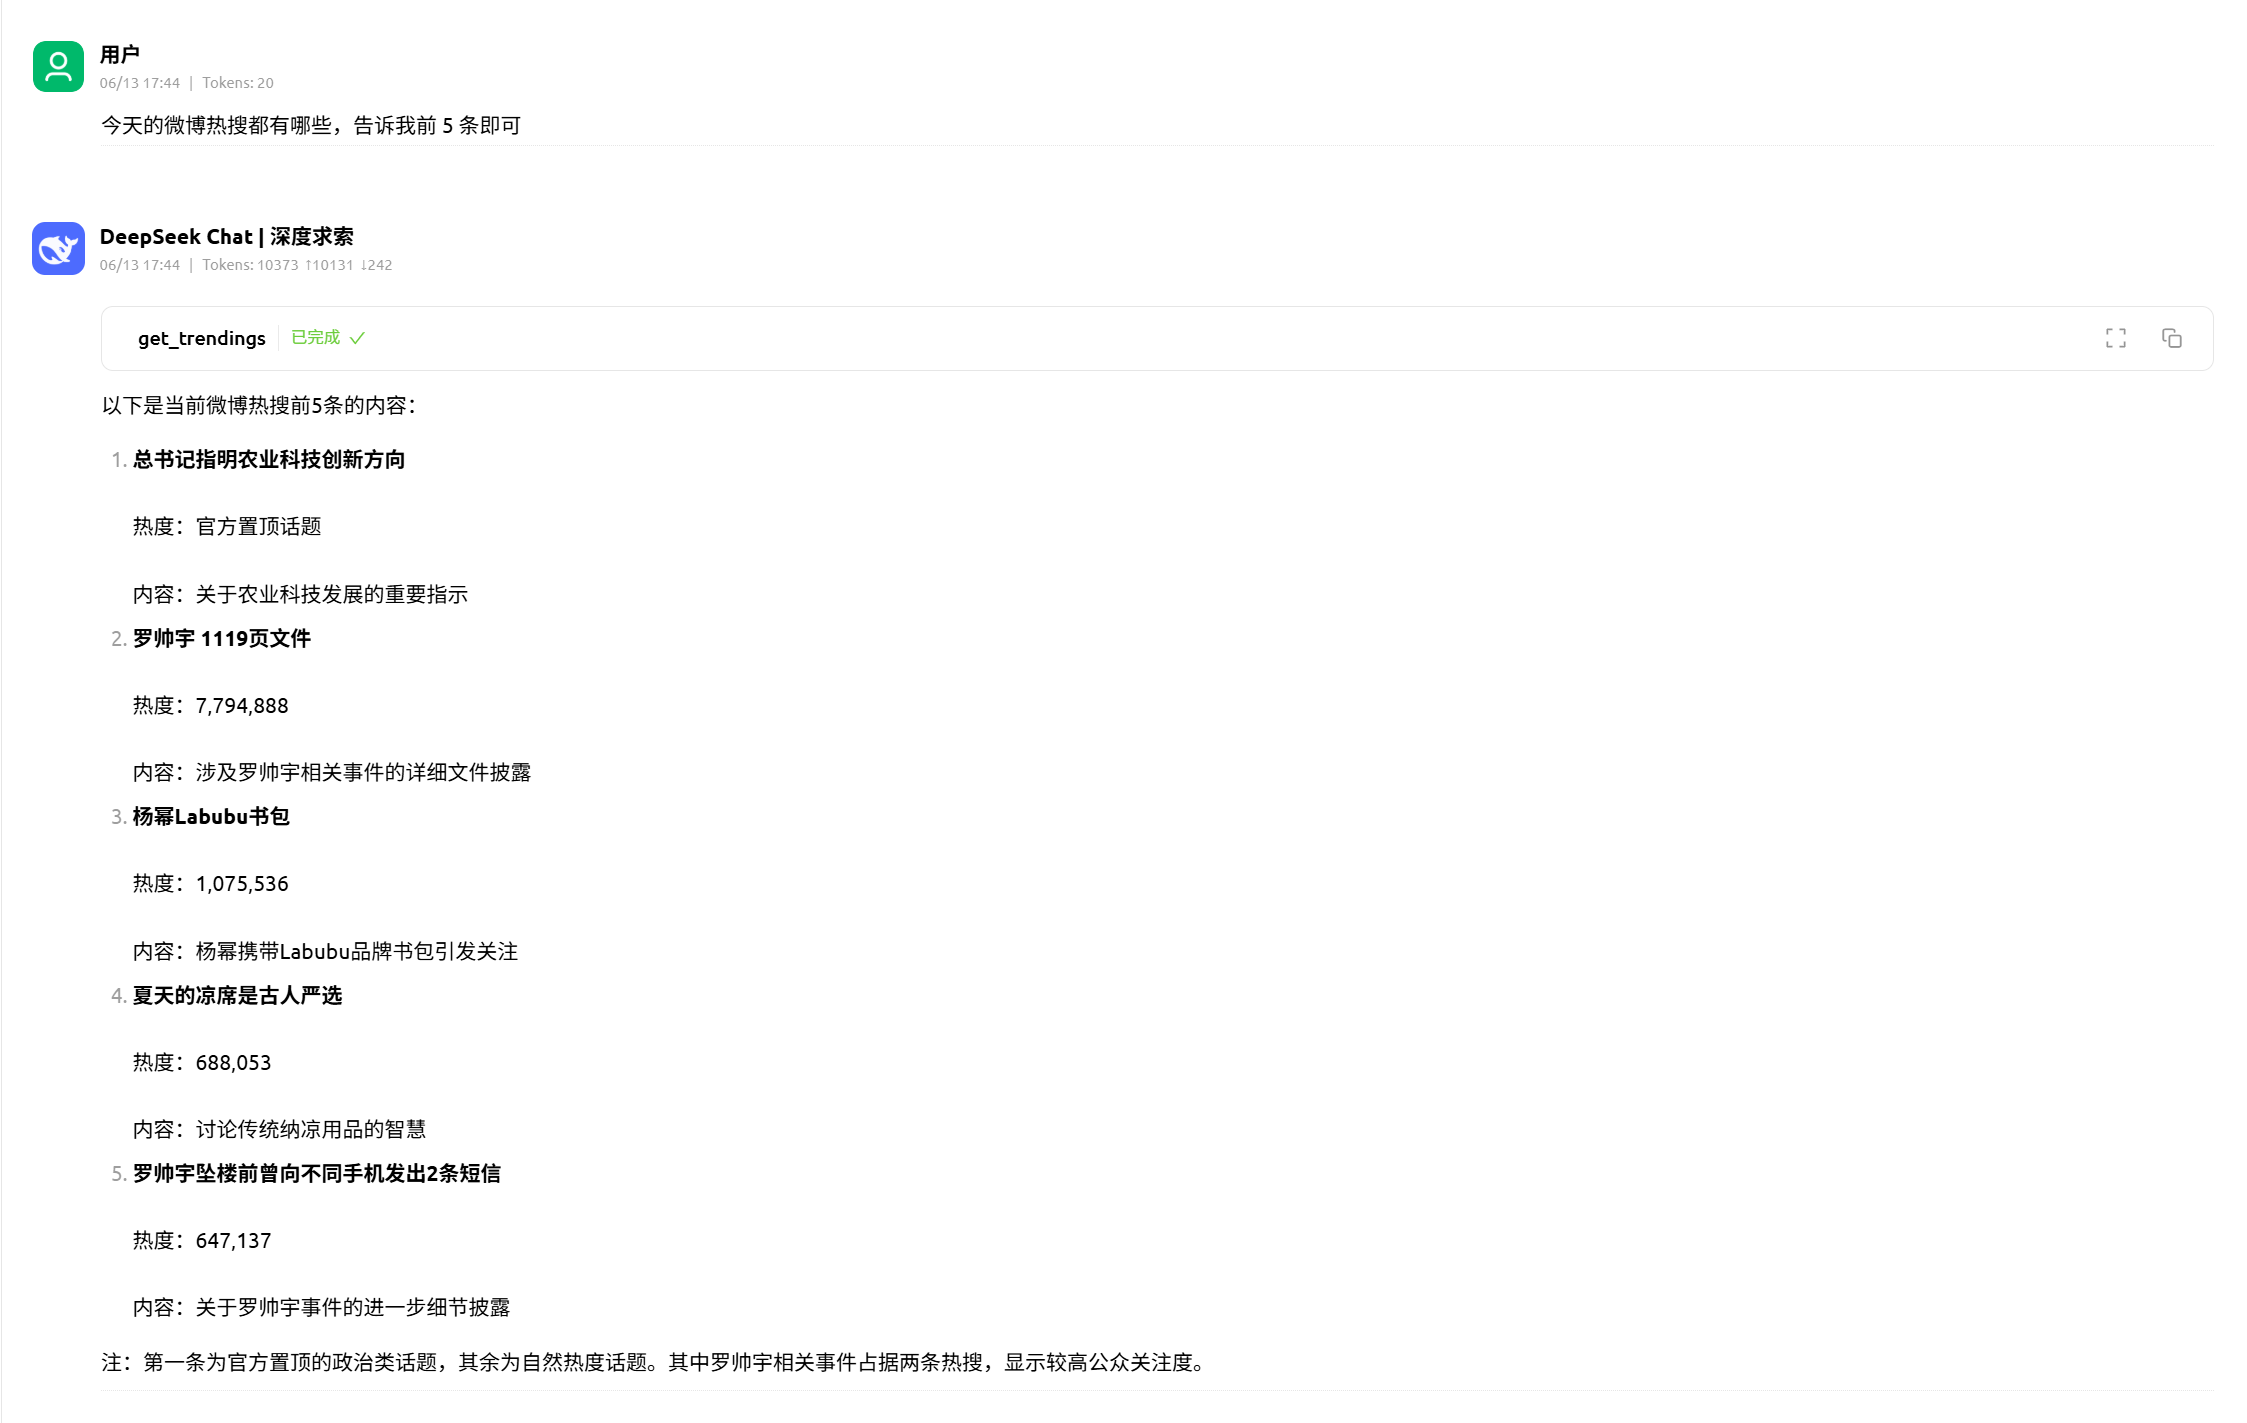 用户
06/13 17:44 | Tokens: 20
今天的微博热搜都有哪些，告诉我前 5 条即可
DeepSeek Chat | 深度求索
06/13 17:44 | Tokens: 10373 ↑10131 ↓242
get_trendings 已完成 ✓
以下是当前微博热搜前5条的内容：
1. 总书记指明农业科技创新方向
热度：官方置顶话题
内容：关于农业科技发展的重要指示
2. 罗帅宇 1119页文件
热度：7,794,888
内容：涉及罗帅宇相关事件的详细文件披露
3. 杨幂Labubu书包
热度：1,075,536
内容：杨幂携带Labubu品牌书包引发关注
4. 夏天的凉席是古人严选
热度：688,053
内容：讨论传统纳凉用品的智慧
5. 罗帅宇坠楼前曾向不同手机发出2条短信
热度：647,137
内容：关于罗帅宇事件的进一步细节披露
注：第一条为官方置顶的政治类话题，其余为自然热度话题。其中罗帅宇相关事件占据两条热搜，显示较高公众关注度。